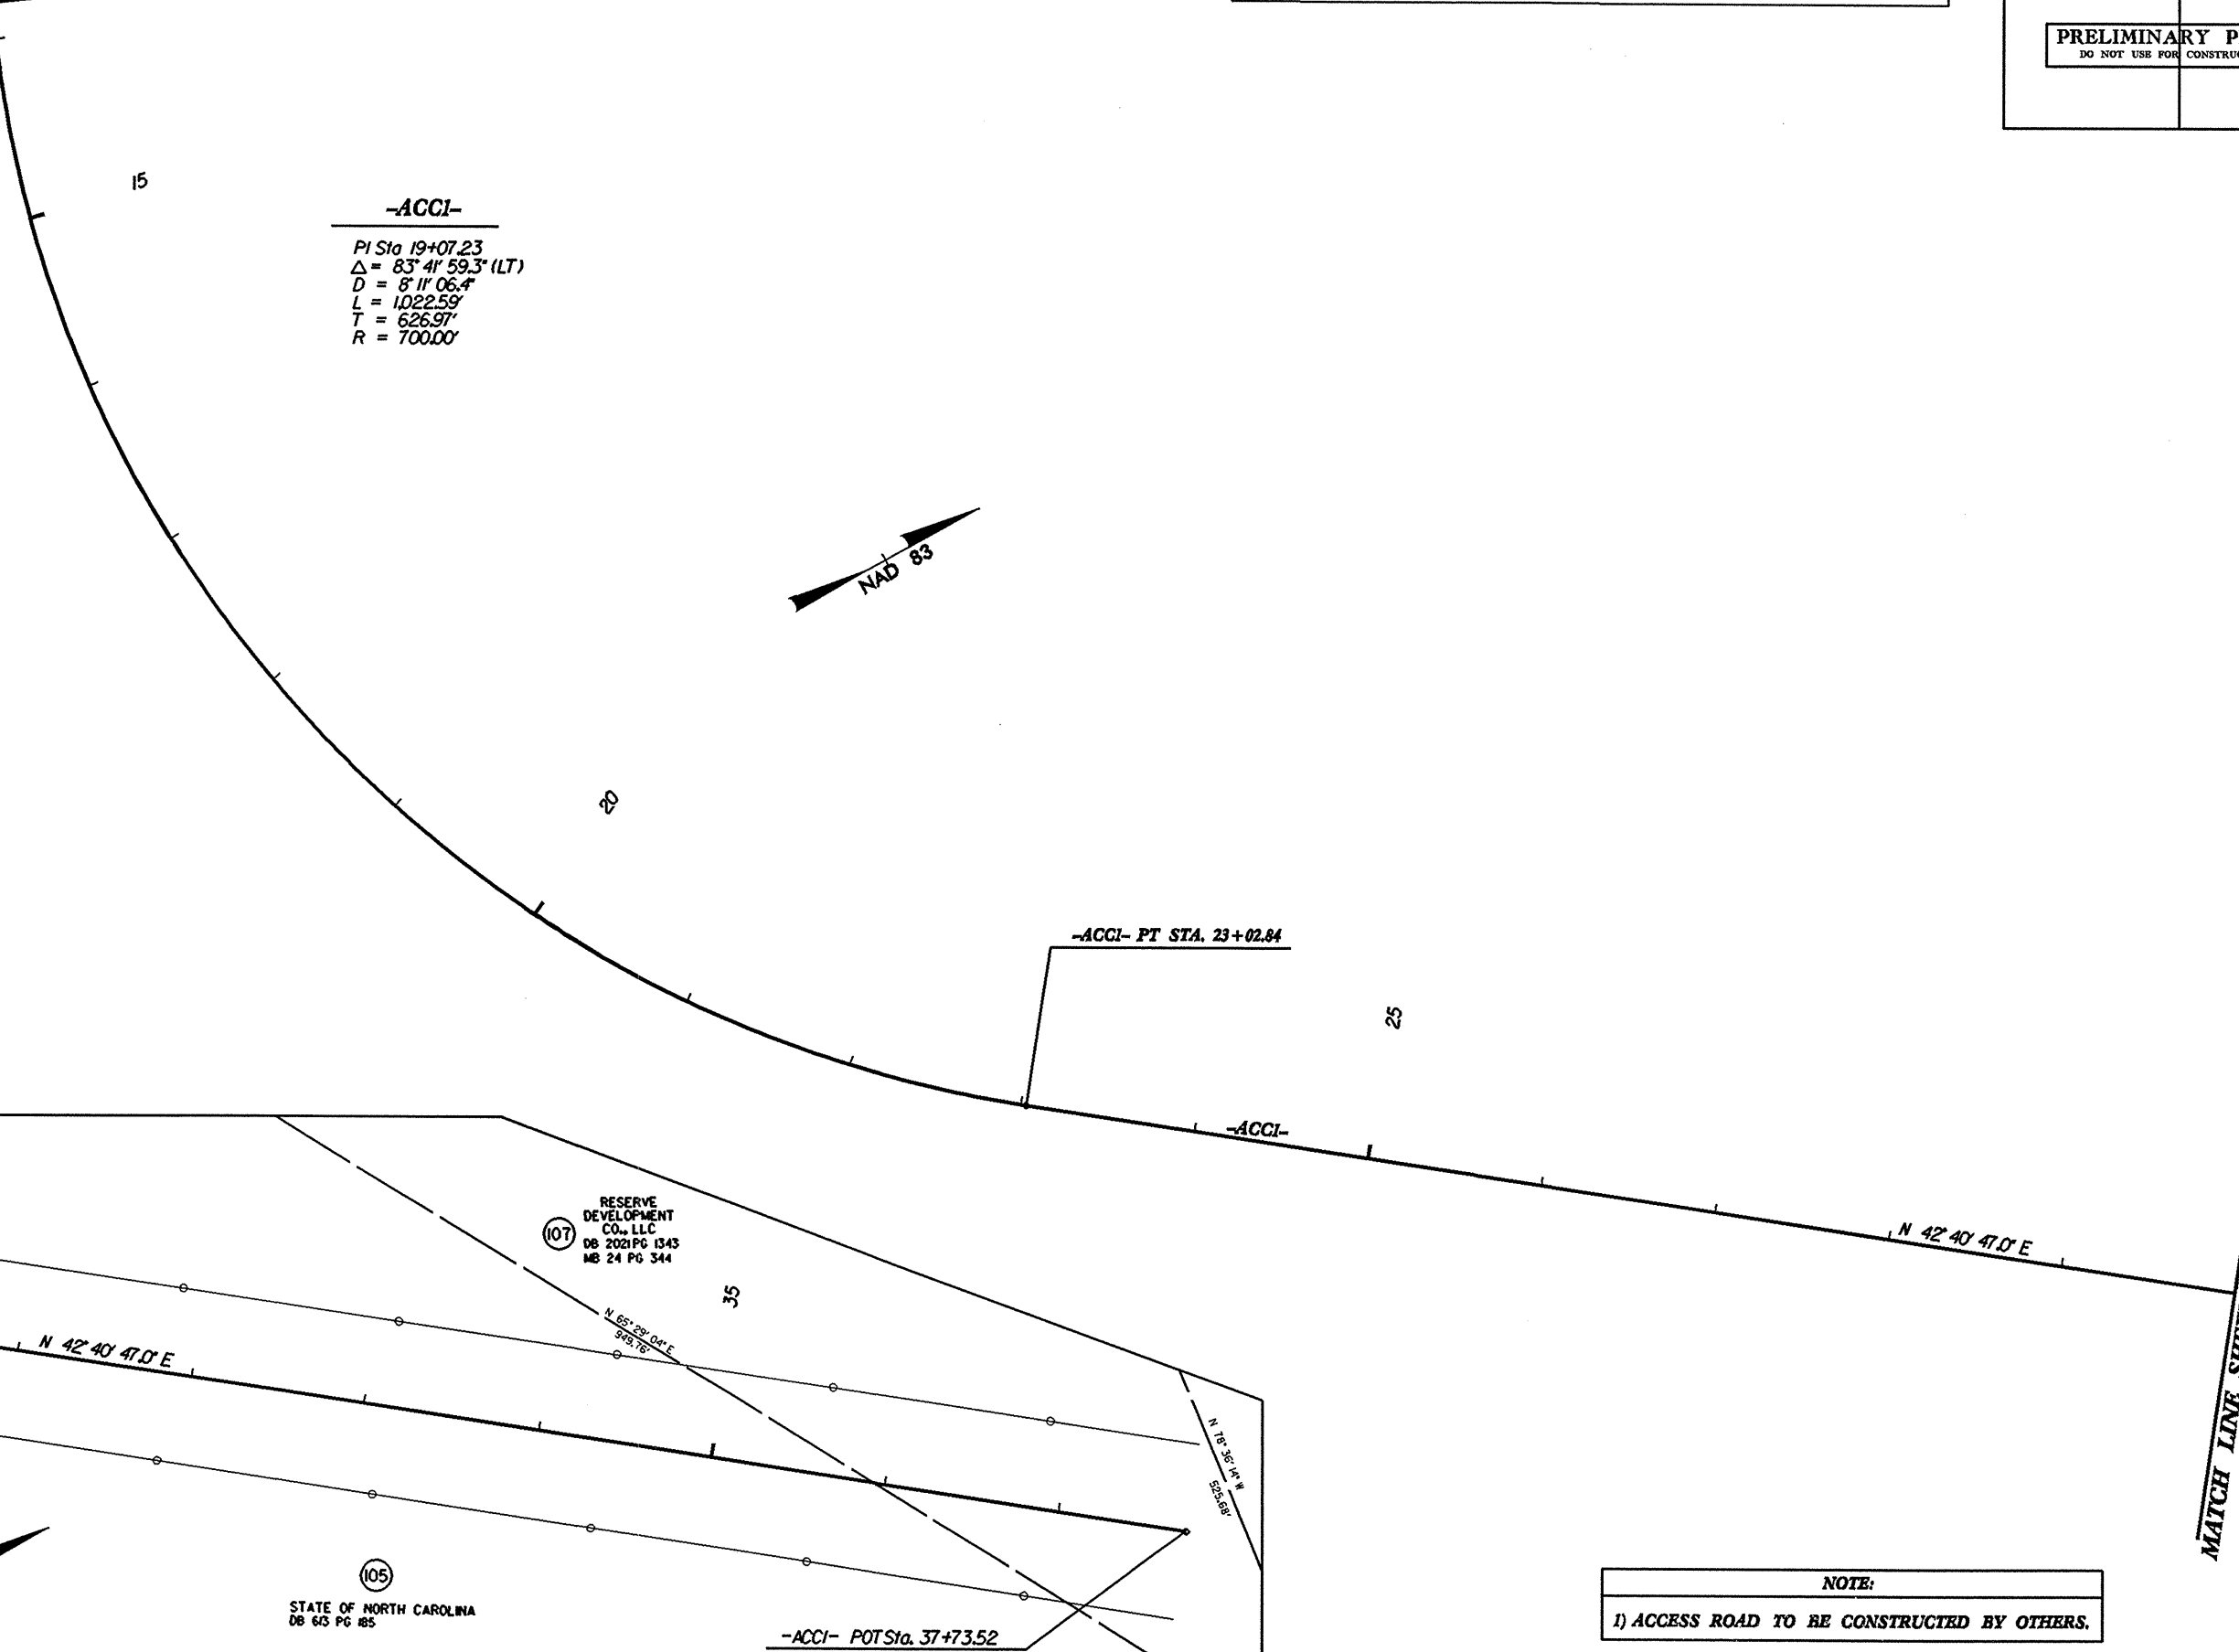 PRELIMINARY P
DO NOT USE FOR CONSTRU
15
-ACC1-
PI Sta 19+07.23
Δ = 83° 41' 59.3" (LT)
D = 8° 11' 06.4"
L = 1,022.59'
T = 626.97'
R = 700.00'
NAD 83
20
-ACC1- PT STA. 23+02.84
25
-ACC1-
N 42° 40' 47.0" E
107
RESERVE
DEVELOPMENT
CO., LLC
DB 2021 PG 1343
MB 24 PG 344
35
N 65° 29' 04" E
949.76'
N 42° 40' 47.0" E
N 78° 36' 14" W
525.68'
MATCH LINE
105
STATE OF NORTH CAROLINA
DB 613 PG 185
-ACC1- POT Sta. 37+73.52
NOTE:
1) ACCESS ROAD TO BE CONSTRUCTED BY OTHERS.